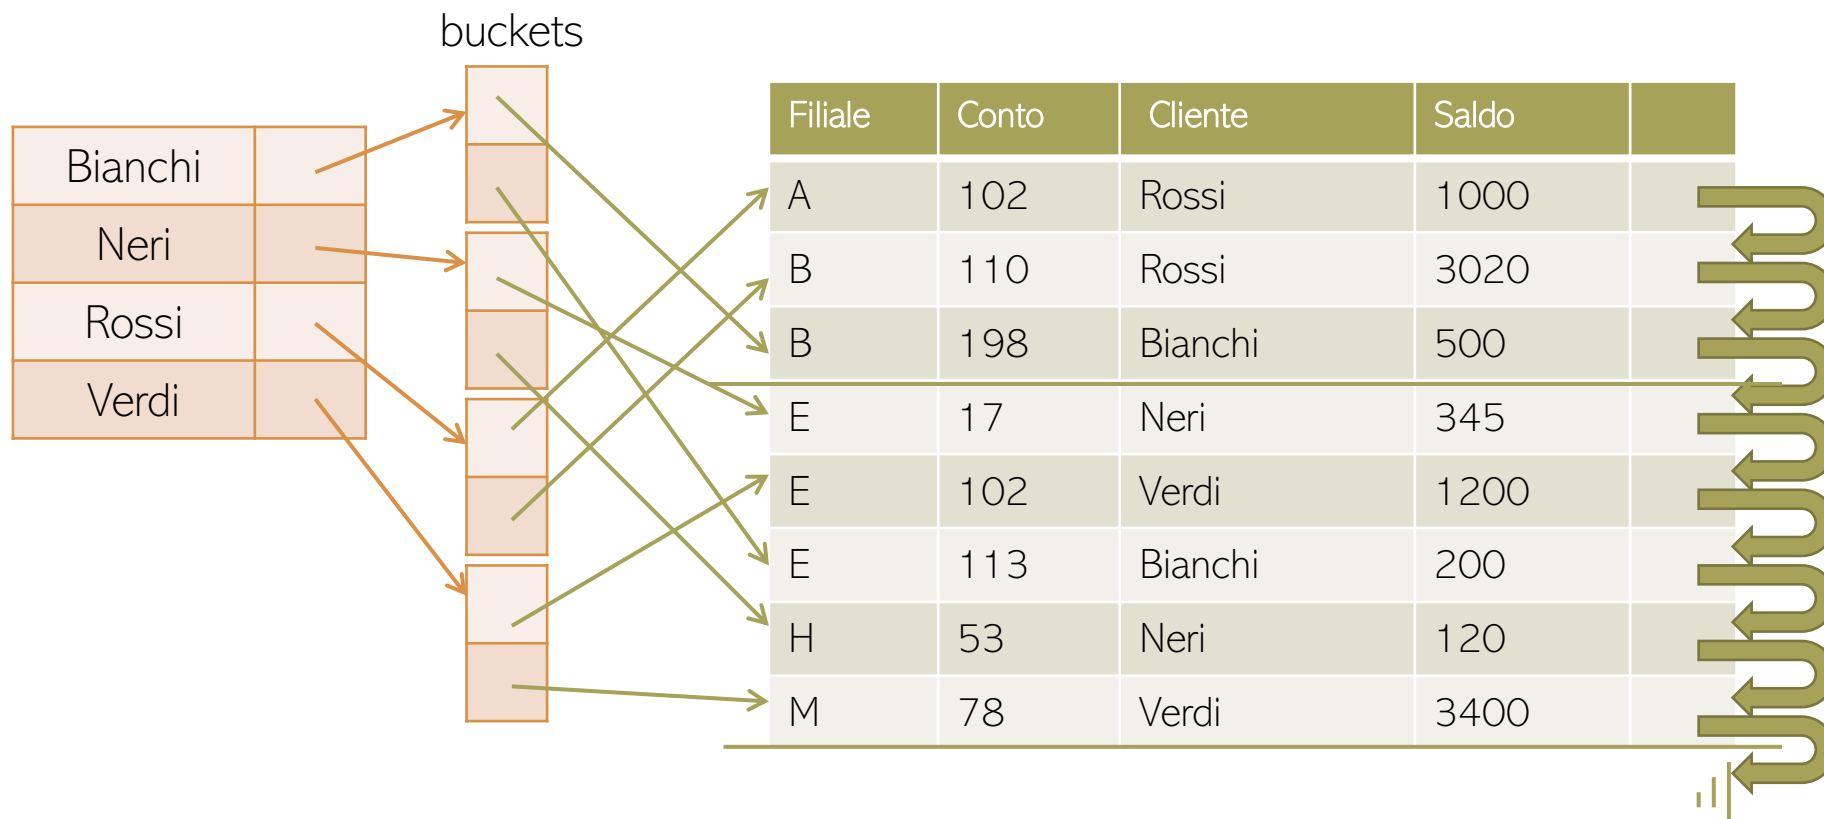 buckets
Bianchi
Neri
Rossi
Verdi
Filiale Conto Cliente Saldo
A 102 Rossi 1000
B 110 Rossi 3020
B 198 Bianchi 500
E 17 Neri 345
E 102 Verdi 1200
E 113 Bianchi 200
H 53 Neri 120
M 78 Verdi 3400